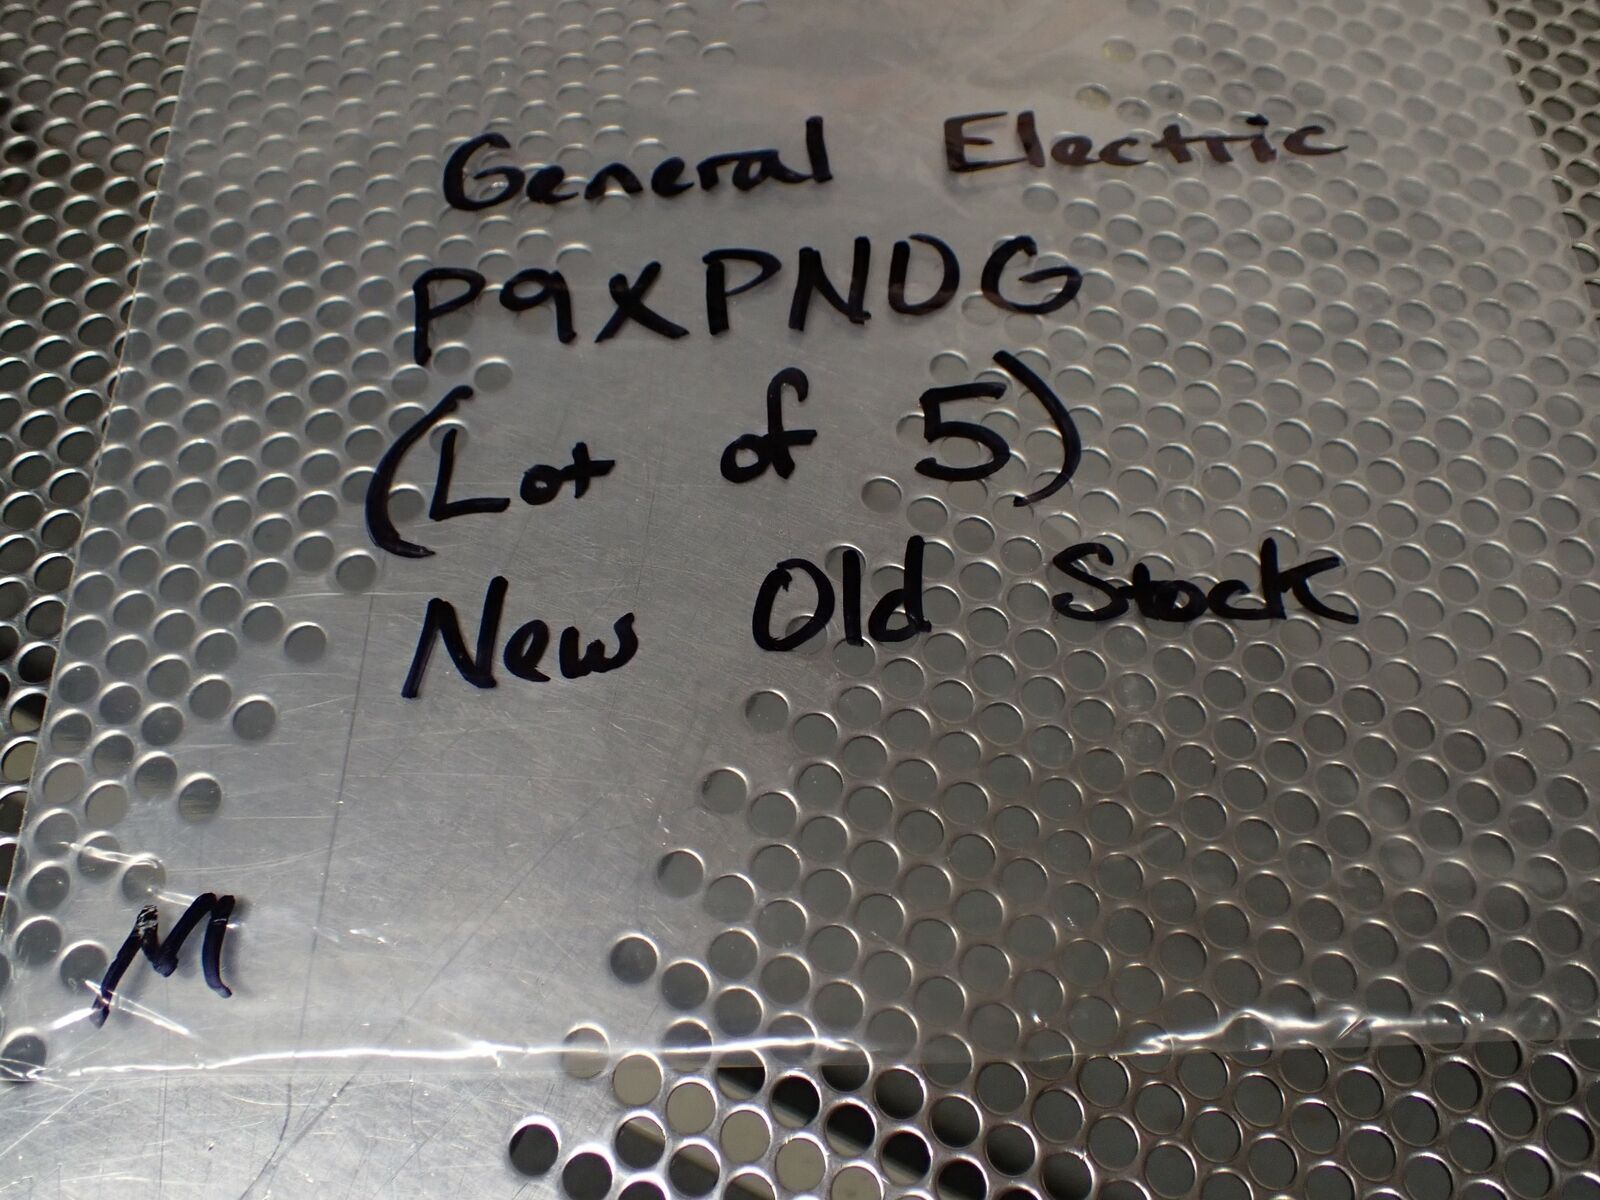 General Electric
P9XPNDG
(Lot of 5)
New Old Stock
M